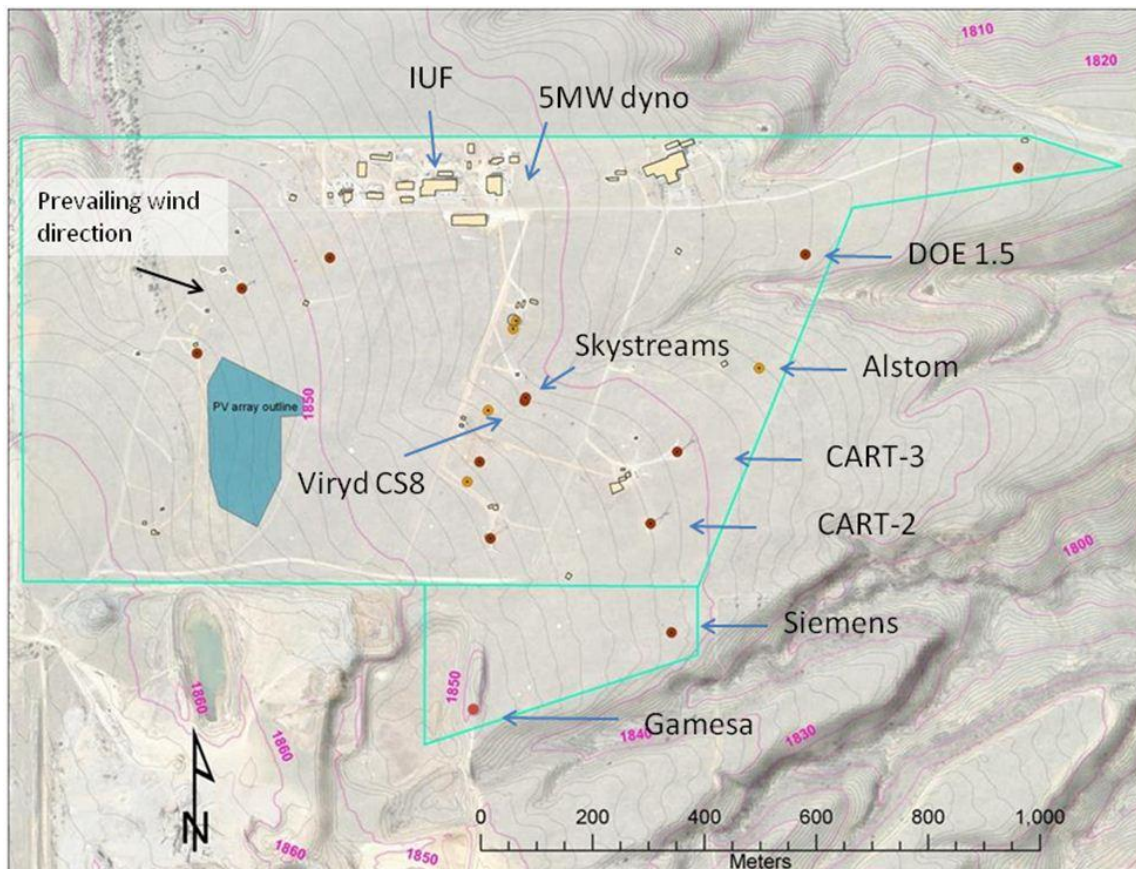 1810
1820
IUF
5MW dyno
Prevailing wind
direction
DOE 1.5
Skystreams
Alstom
PV array outline
1850
Viryd CS8
CART-3
CART-2
1800
Siemens
1850
1860
Gamesa
1840
1830
1860
N
0 200 400 600 800 1,000
Meters
1860
1850